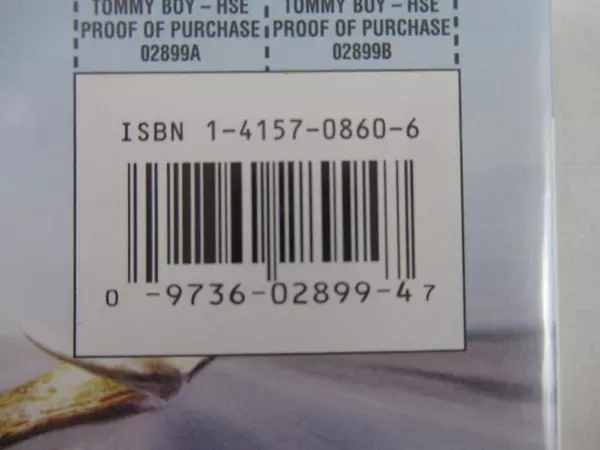 TOMMY BOY – HSE TOMMY BOY – HSE
PROOF OF PURCHASE PROOF OF PURCHASE
02899A 02899B
ISBN 1-4157-0860-6
0 -9736-02899-4 7